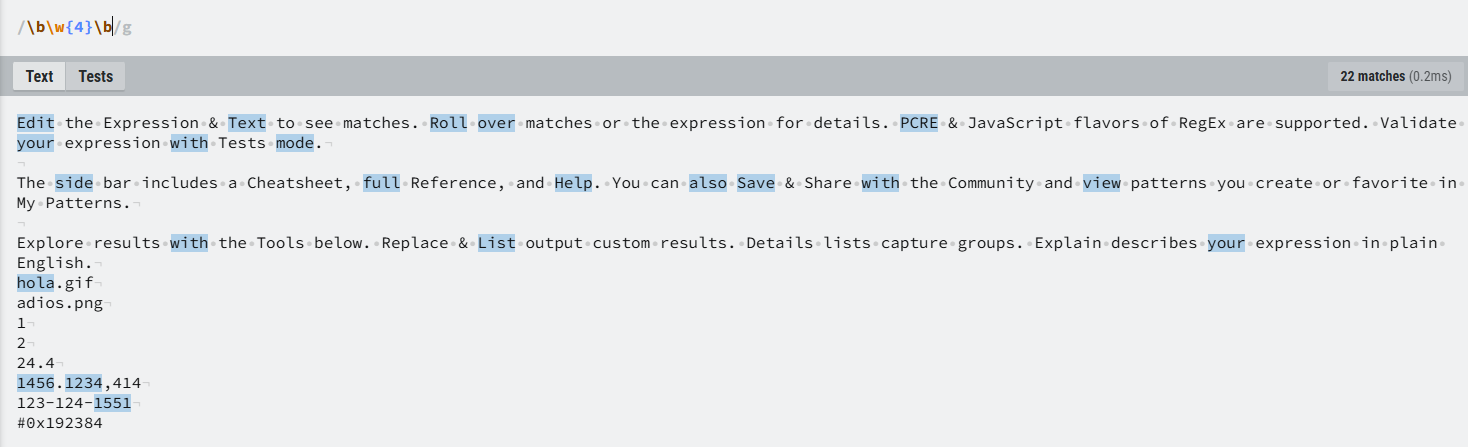 /\b\w{4}\b/g
Text Tests 22 matches (0.2ms)
Edit the Expression & Text to see matches. Roll over matches or the expression for details. PCRE & JavaScript flavors of RegEx are supported. Validate
your expression with Tests mode.
The side bar includes a Cheatsheet, full Reference, and Help. You can also Save & Share with the Community and view patterns you create or favorite in
My Patterns.
Explore results with the Tools below. Replace & List output custom results. Details lists capture groups. Explain describes your expression in plain
English.
hola.gif
adios.png
1
2
24.4
1456.1234,414
123-124-1551
#0x192384